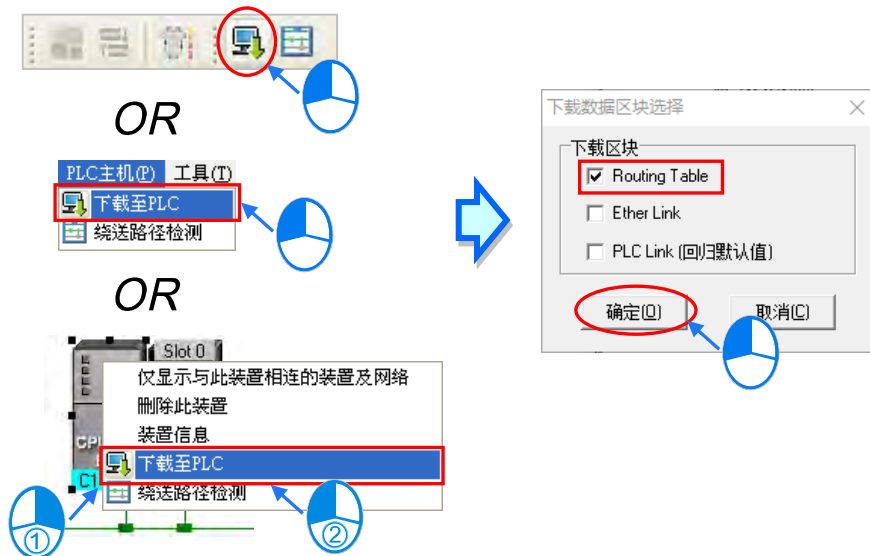 OR
PLC主机(P) 工具(T)
下载至PLC
绕送路径检测
OR
Slot 0
仅显示与此装置相连的装置及网络
删除此装置
装置信息
CPU
下载至PLC
C1
绕送路径检测
① ②
下载数据区块选择
下载区块
Routing Table
Ether Link
PLC Link (回归默认值)
确定(O) 取消(C)